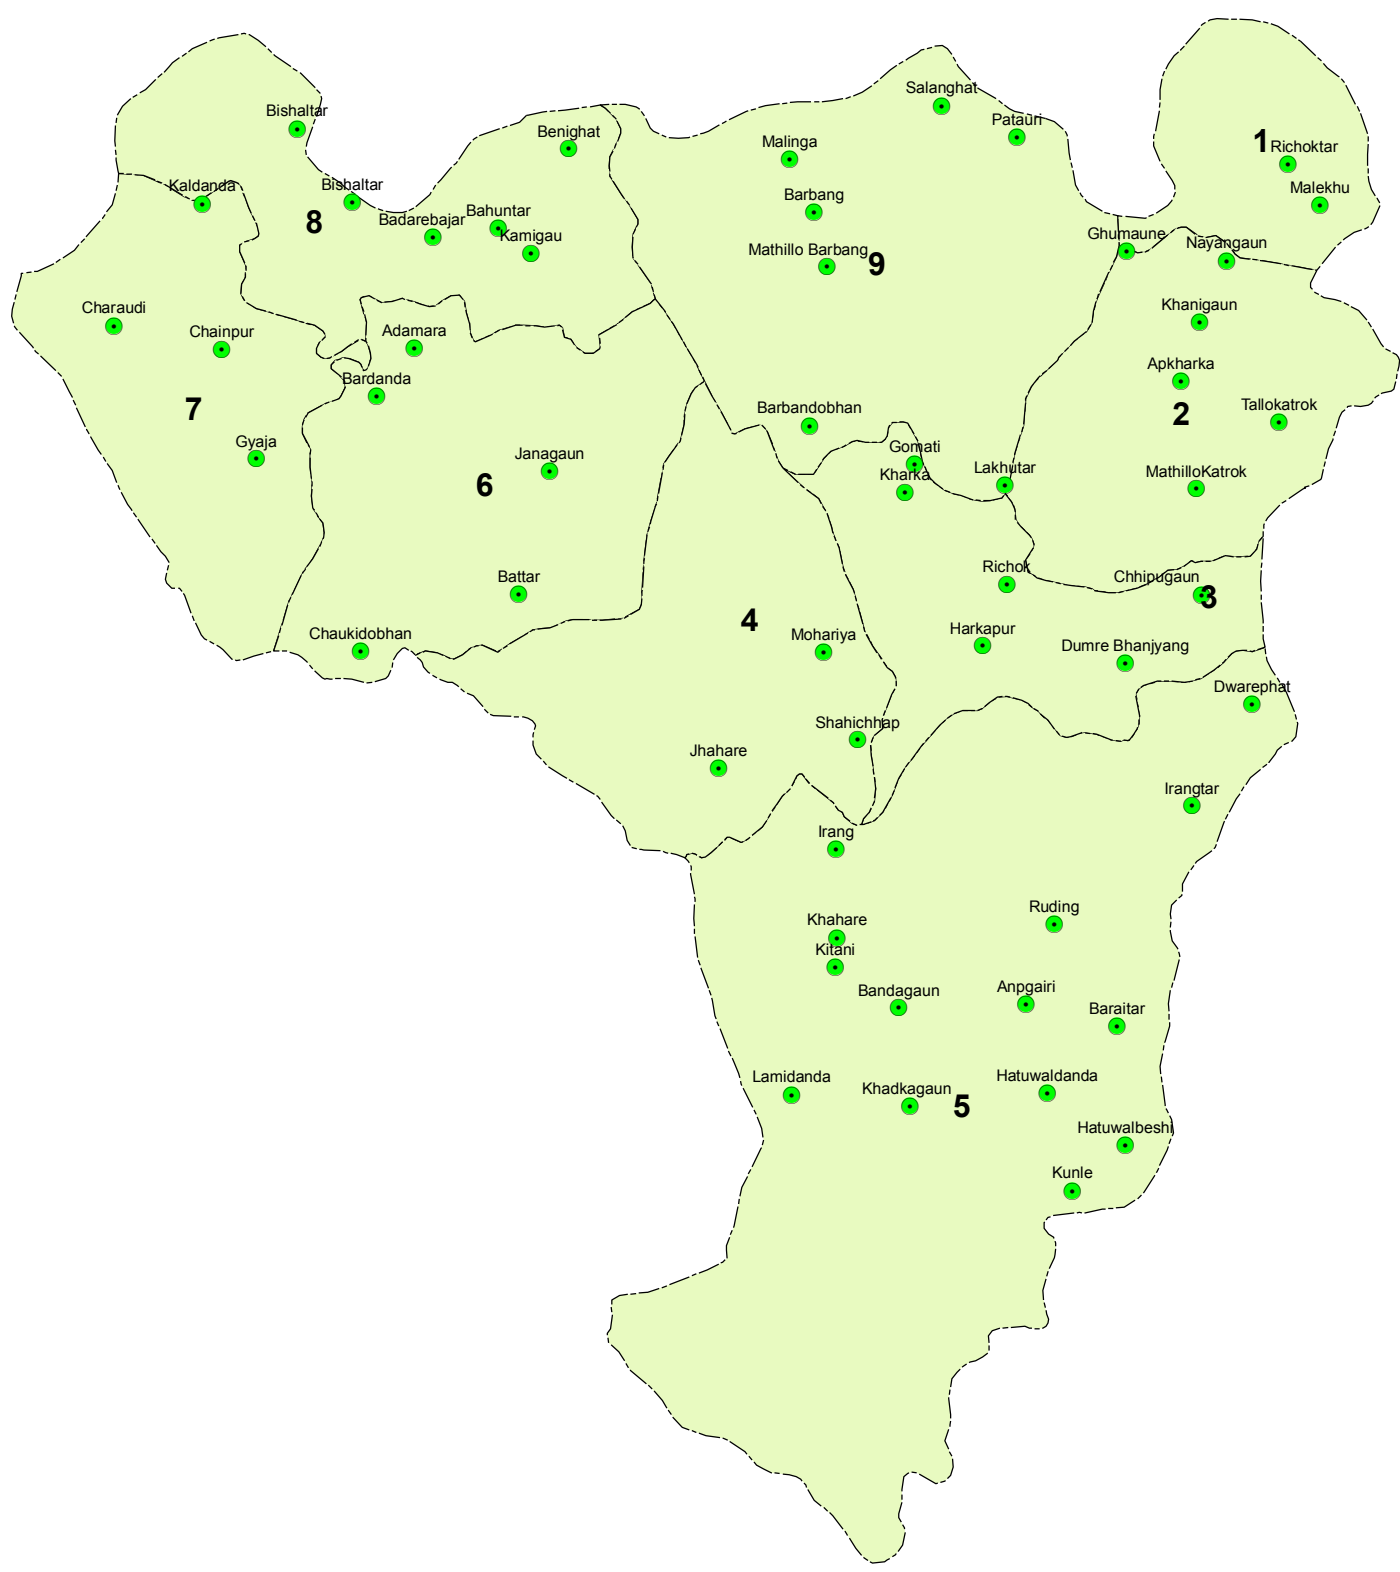 Salanghat
Bishaltar
Patauri
Benighat
Malinga
1
Richoktar
Kaldanda
Bishaltar
Barbang
Malekhu
8
Badarebajar
Bahuntar
Kamigau
Mathillo Barbang
9
Ghumaune
Nayangaun
Charaudi
Chainpur
Adamara
Khanigaun
Bardanda
Apkharka
7
Barbandobhan
2
Tallokatrok
Gyaja
Janagaun
Gomati
Kharka
Lakhutar
MathilloKatrok
6
Battar
Richok
Chhipugaun
3
Chaukidobhan
4
Mohariya
Harkapur
Dumre Bhanjyang
Dwarephat
Shahichhap
Jhahare
Irangtar
Irang
Khahare
Ruding
Kitani
Bandagaun
Anpgairi
Baraitar
Lamidanda
Khadkagaun
5
Hatuwaldanda
Hatuwalbeshi
Kunle